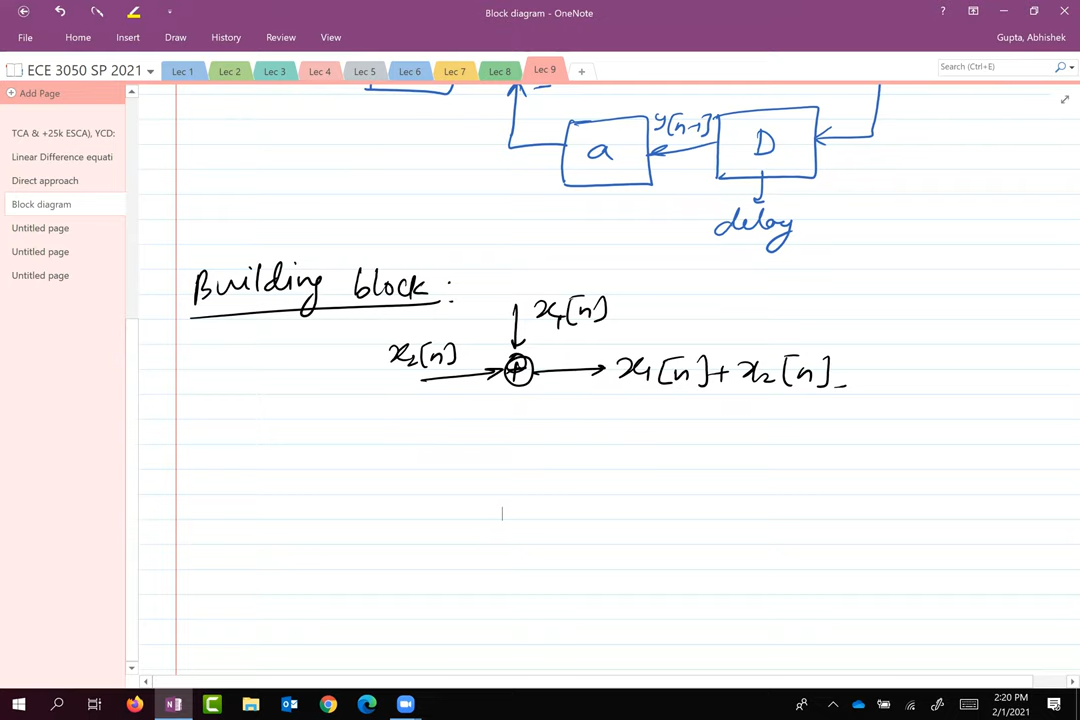 Block diagram - OneNote
?
File Home Insert Draw History Review View
Gupta, Abhishek
ECE 3050 SP 2021
Lec 1 Lec 2 Lec 3 Lec 4 Lec 5 Lec 6 Lec 7 Lec 8 Lec 9 +
Search (Ctrl+E)
Add Page
TCA & +25k ESCA), YCD:
Linear Difference equati
Direct approach
Block diagram
Untitled page
Untitled page
Untitled page
a
y[n-1]
D
delay
Building block :
x1[n]
x2[n]
+
x1[n] + x2[n]
2:20 PM
2/1/2021